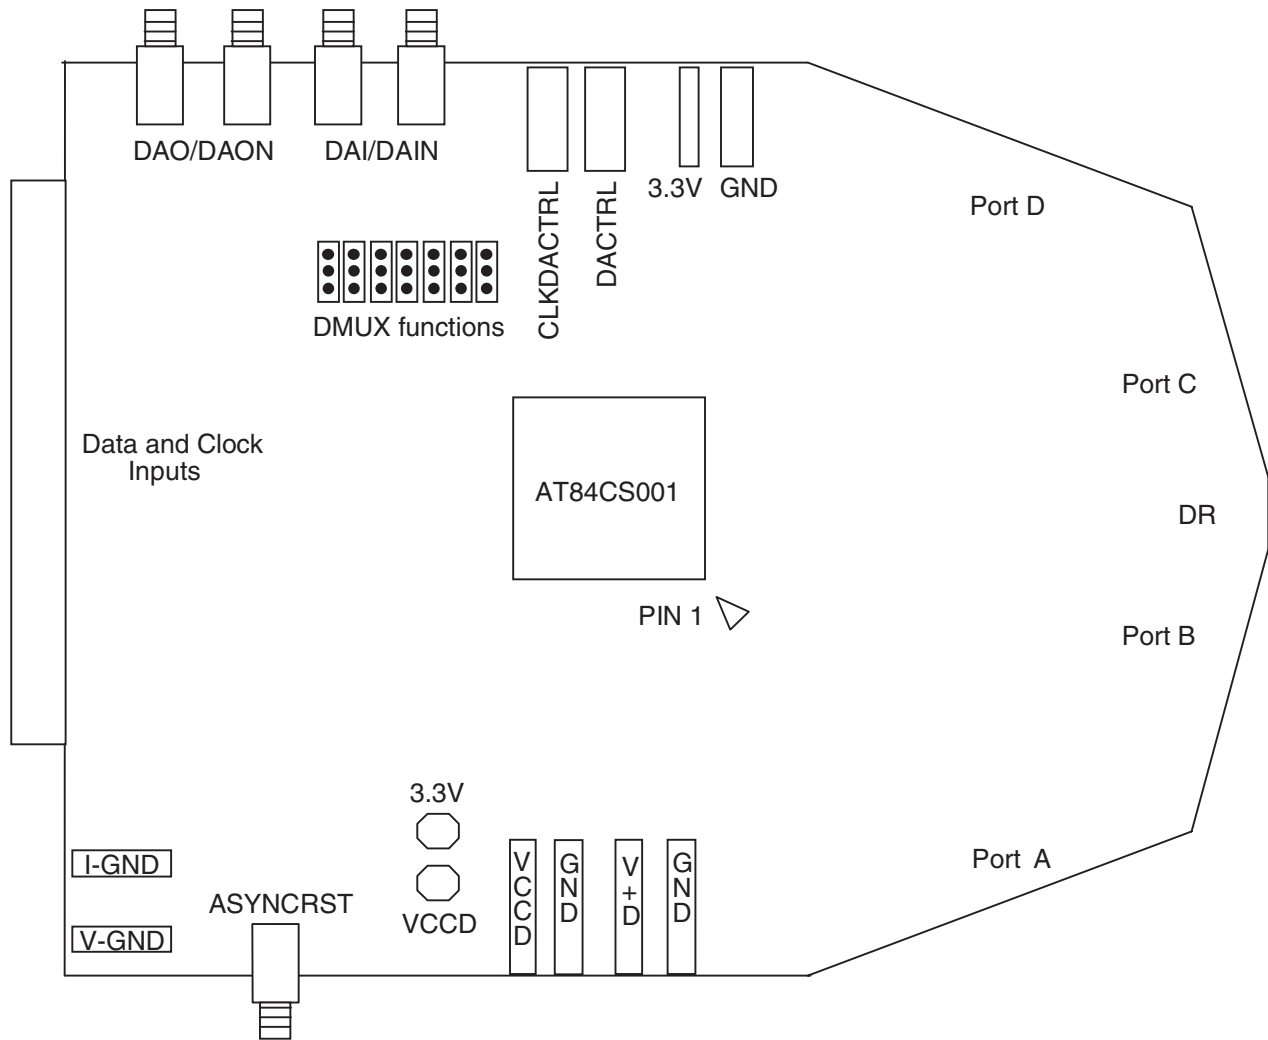 DAO/DAON
DAI/DAIN
CLKDACTRL
DACTRL
3.3V
GND
Port D
DMUX functions
Port C
Data and Clock
Inputs
AT84CS001
DR
PIN 1
Port B
3.3V
I-GND
VCCD
GND
V+D
GND
Port A
ASYNCRST
VCCD
V-GND